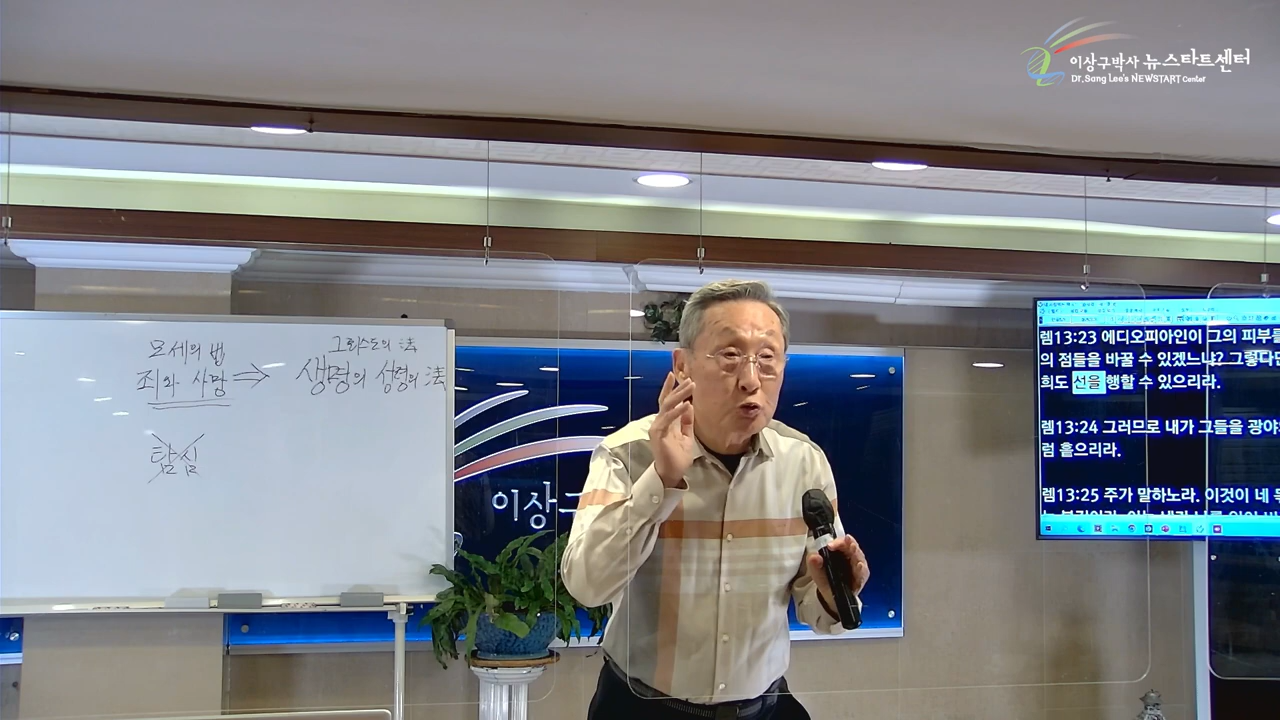 이상구박사 뉴스타트센터
Dr. Sang Lee's NEWSTART Center
모세의 법
죄와 사망 ⇒
탐심
그리스도의 法
생명의 성령의 法
이상구
렘13:23 에디오피아인이 그의 피부를
의 점들을 바꿀 수 있겠느냐? 그렇다면
희도 선을 행할 수 있으리라.
렘13:24 그러므로 내가 그들을 광야의
럼 흩으리라.
렘13:25 주가 말하노라. 이것이 네